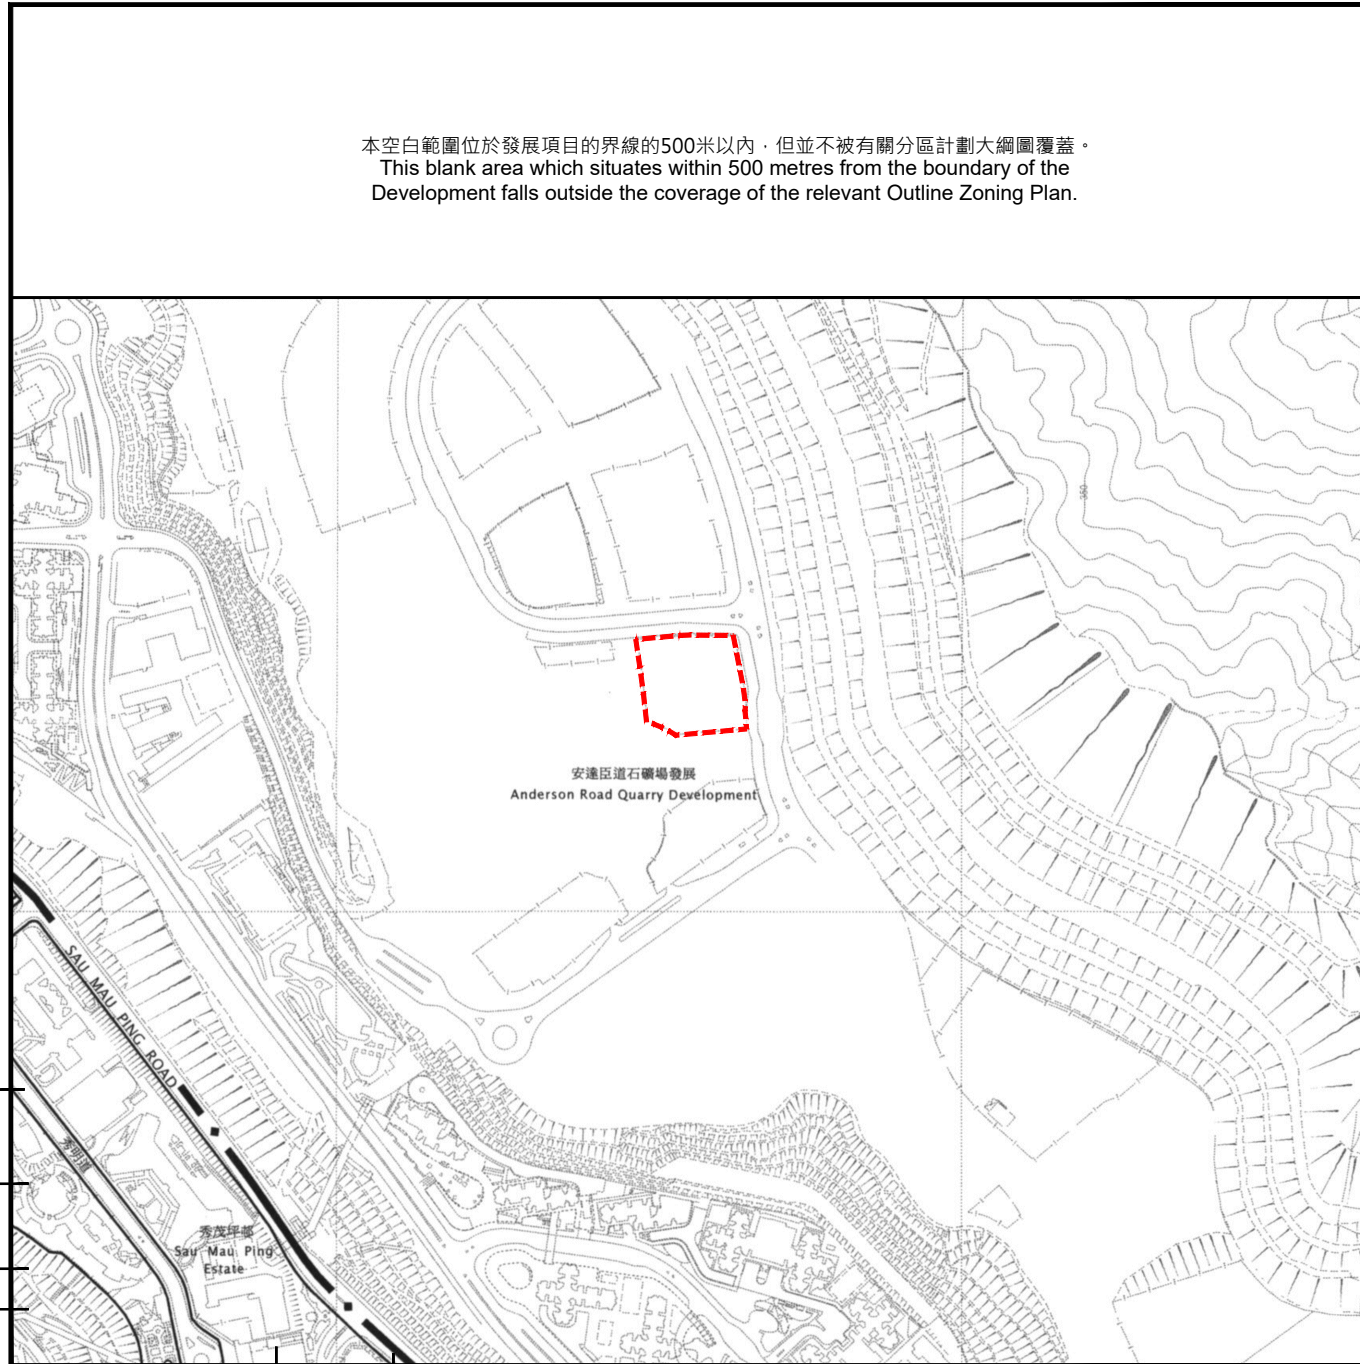 本空白範圍位於發展項目的界線的500米以內，但並不被有關分區計劃大綱圖覆蓋。
This blank area which situates within 500 metres from the boundary of the
Development falls outside the coverage of the relevant Outline Zoning Plan.
350
安達臣道石礦場發展
Anderson Road Quarry Development
SAU MAU PING ROAD
秀明道
秀茂坪邨
Sau Mau Ping
Estate